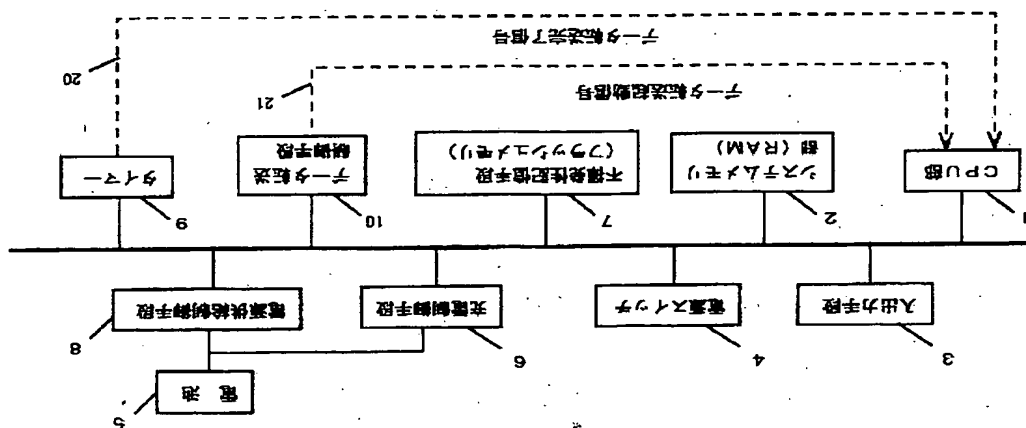 5
電 池
3
4
6
8
入出力手段
電源スイッチ
充電制御手段
電源供給制御手段
1
2
7
10
9
CPU部
システムメモリ
部(RAM)
不揮発性記憶手段
(フラッシュメモリ)
データ転送
制御手段
タイマー
データ転送起動信号
21
データ転送完了信号
20